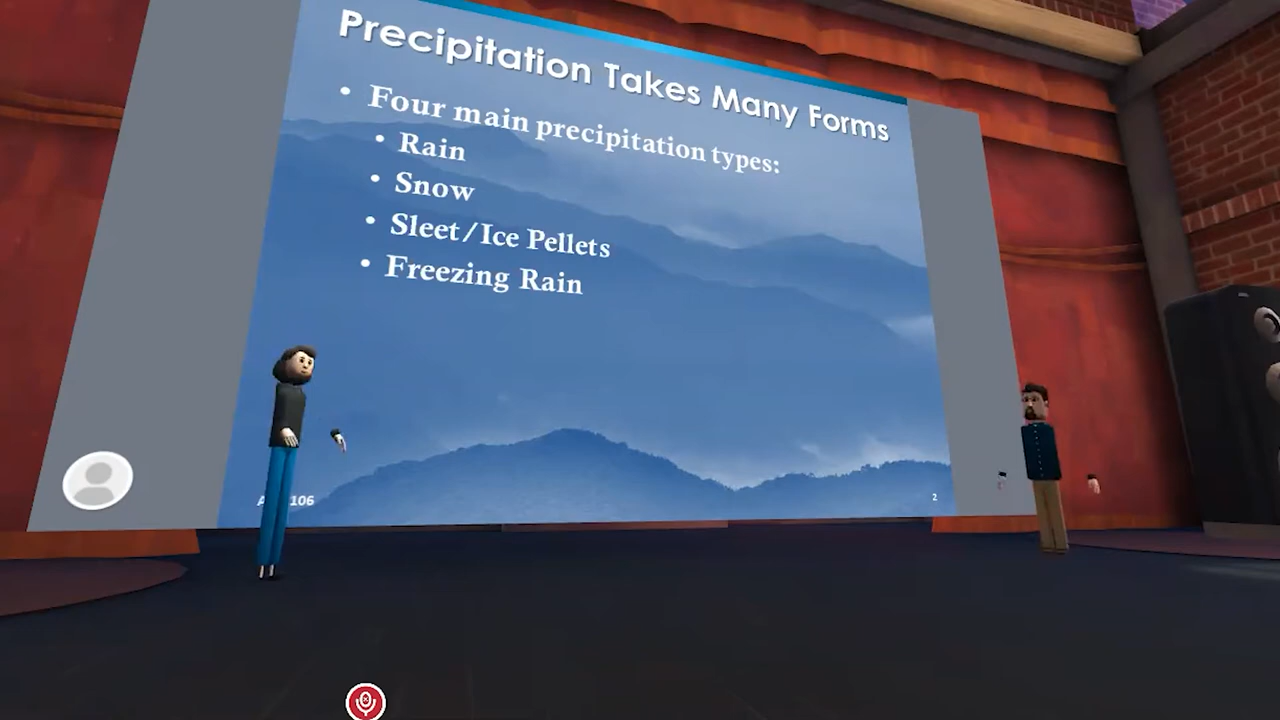 Precipitation Takes Many Forms
• Four main precipitation types:
• Rain
• Snow
• Sleet/Ice Pellets
• Freezing Rain
106
2